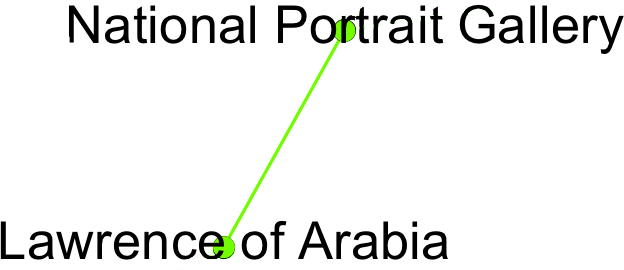 National Portrait Gallery
Lawrence of Arabia